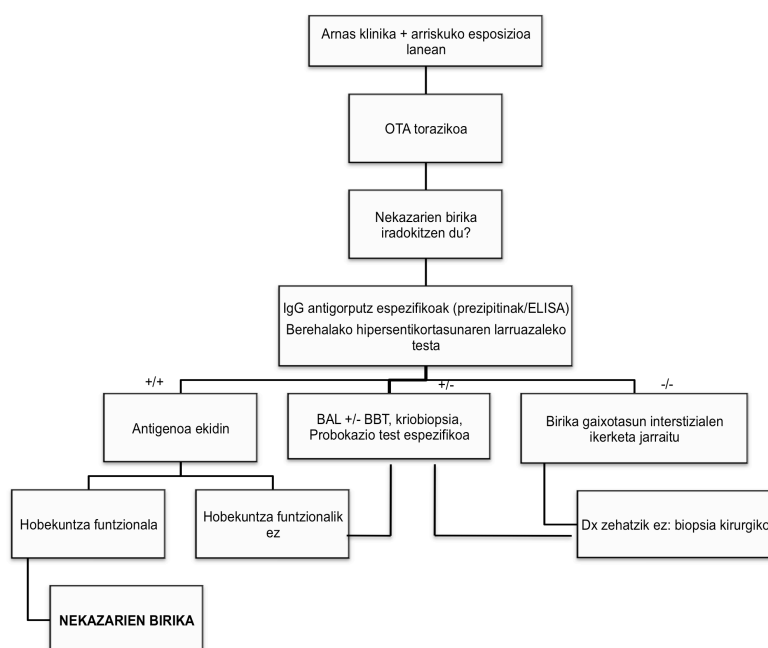 Arnas klinika + arriskuko esposizioa
lanean
OTA torazikoa
Nekazarien birika
iradokitzen du?
IgG antigorputz espezifikoak (prezipitinak/ELISA)
Berehalako hipersentikortasunaren larruazaleko
testa
+/+
+/-
-/-
Antigenoa ekidin
BAL +/- BBT, kriobiopsia,
Probokazio test espezifikoa
Birika gaixotasun interstizialen
ikerketa jarraitu
Hobekuntza funtzionala
Hobekuntza funtzionalik
ez
Dx zehatzik ez: biopsia kirurgiko
NEKAZARIEN BIRIKA